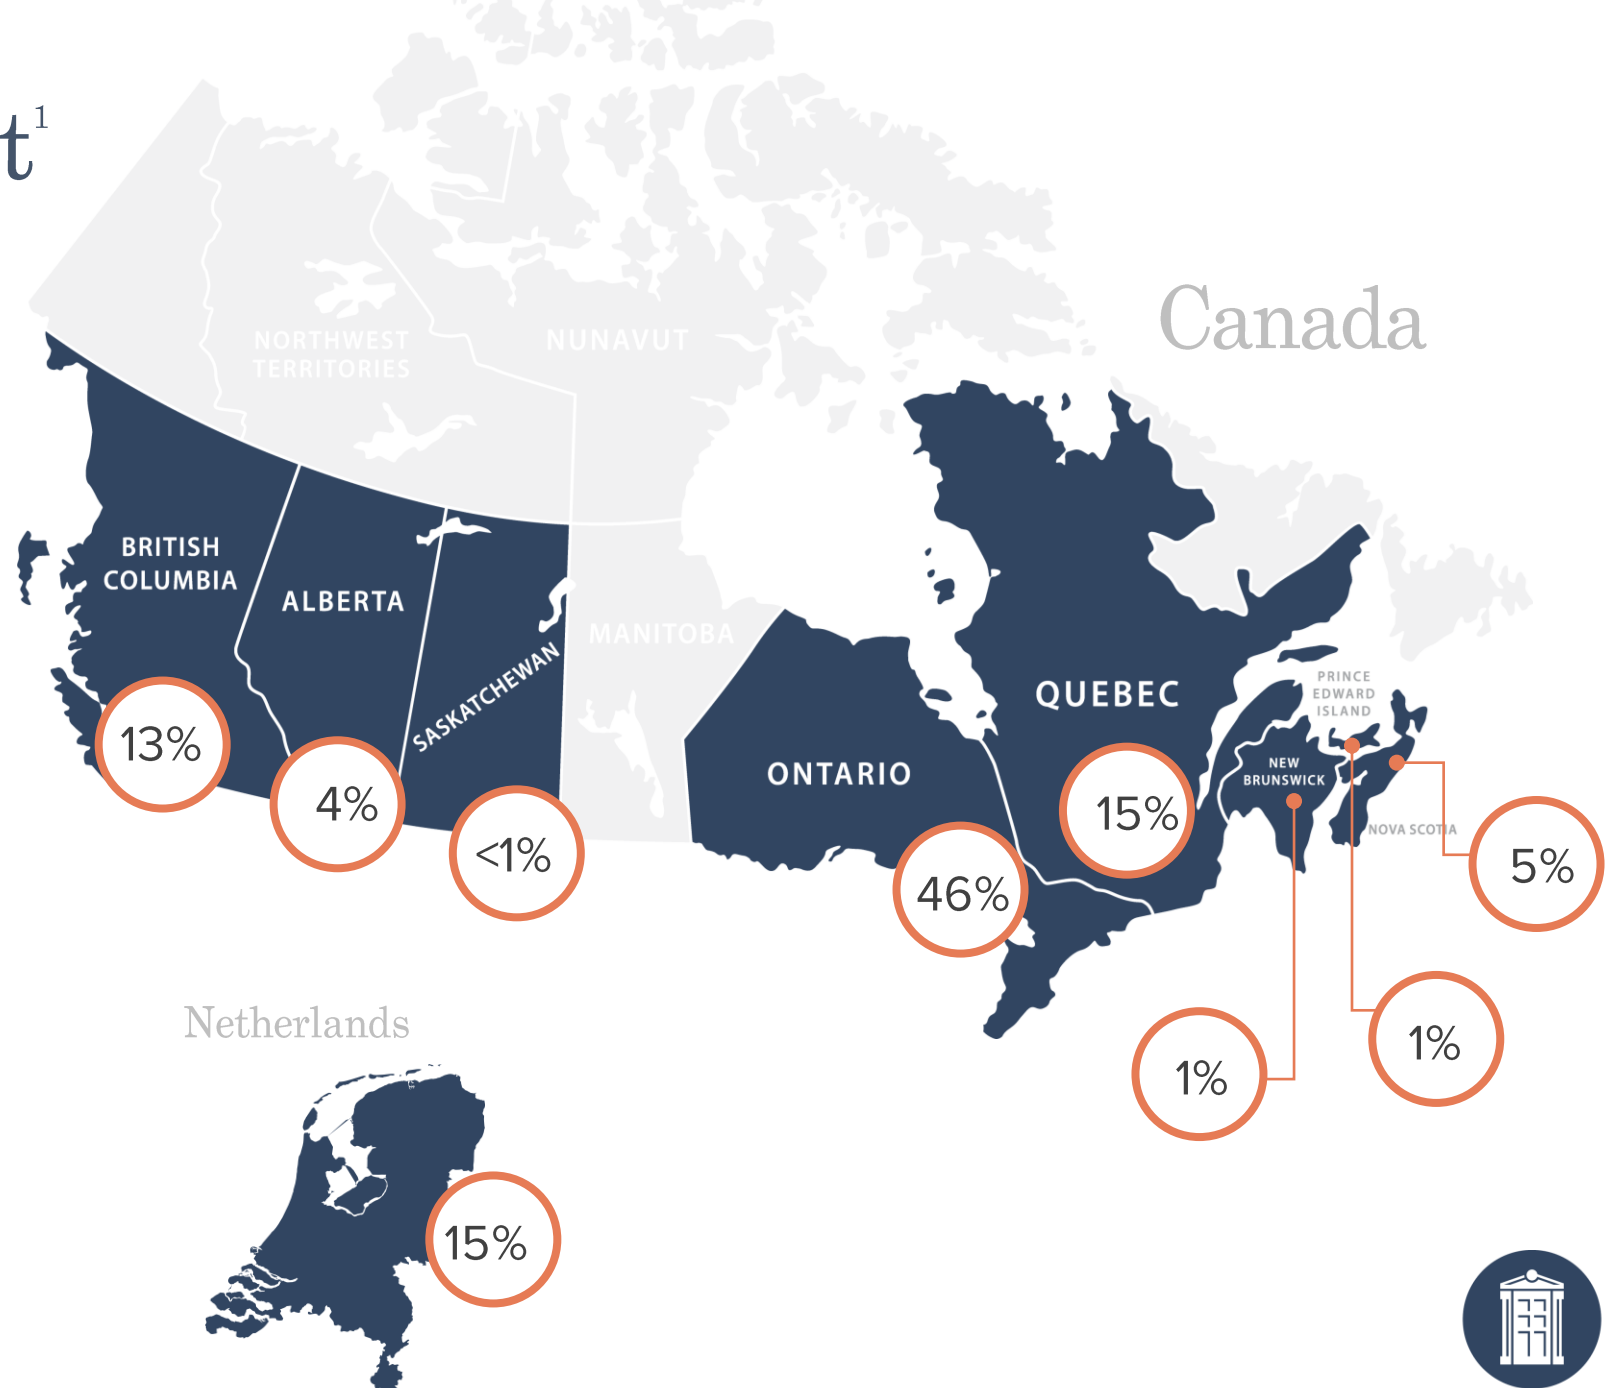 t¹
Canada
NORTHWEST
TERRITORIES
NUNAVUT
BRITISH
COLUMBIA
ALBERTA
SASKATCHEWAN
MANITOBA
ONTARIO
QUEBEC
PRINCE
EDWARD
ISLAND
NEW
BRUNSWICK
NOVA SCOTIA
13%
4%
<1%
46%
15%
5%
1%
1%
Netherlands
15%